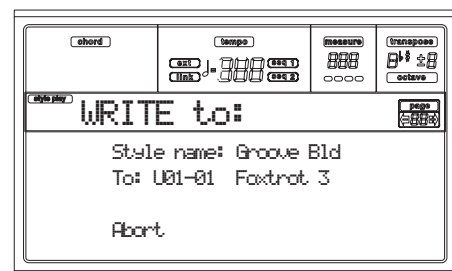 chord tempo measure transpose
ext seq 1
link seq 2 octave
style play WRITE to: page
Style name: Groove Bld
To: U01-01 Foxtrot 3
Abort